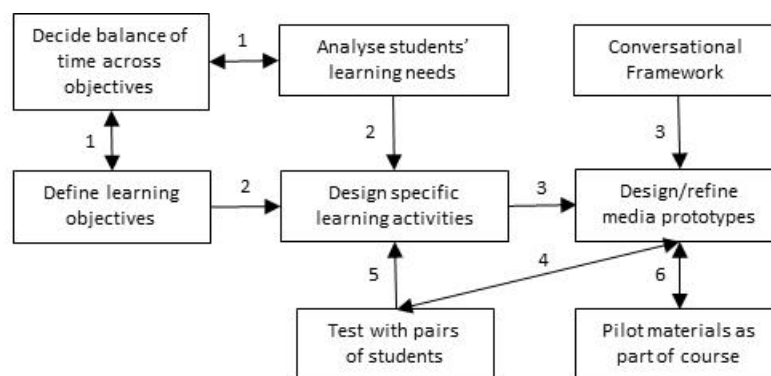 Decide balance of
time across
objectives
1
Analyse students’
learning needs
Conversational
Framework
1
2
3
Define learning
objectives
2
Design specific
learning activities
3
Design/refine
media prototypes
5
4
6
Test with pairs
of students
Pilot materials as
part of course